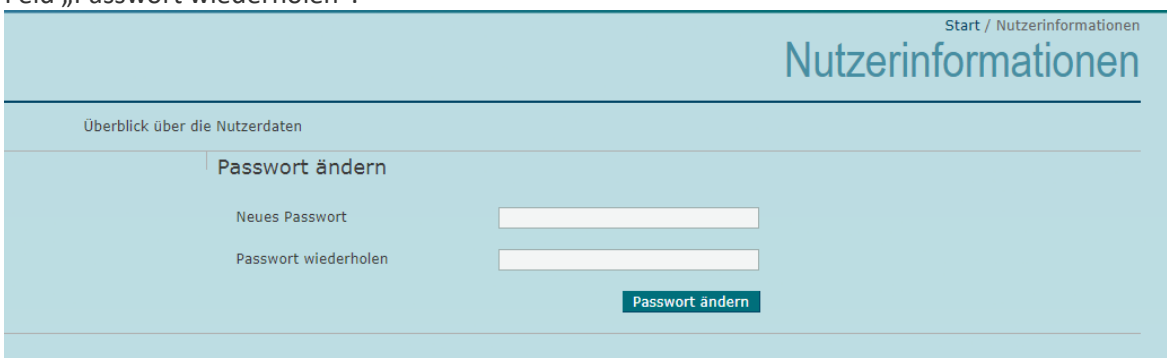 Feld „Passwort wiederholen“.
Start / Nutzerinformationen
Nutzerinformationen
Überblick über die Nutzerdaten
Passwort ändern
Neues Passwort
Passwort wiederholen
Passwort ändern